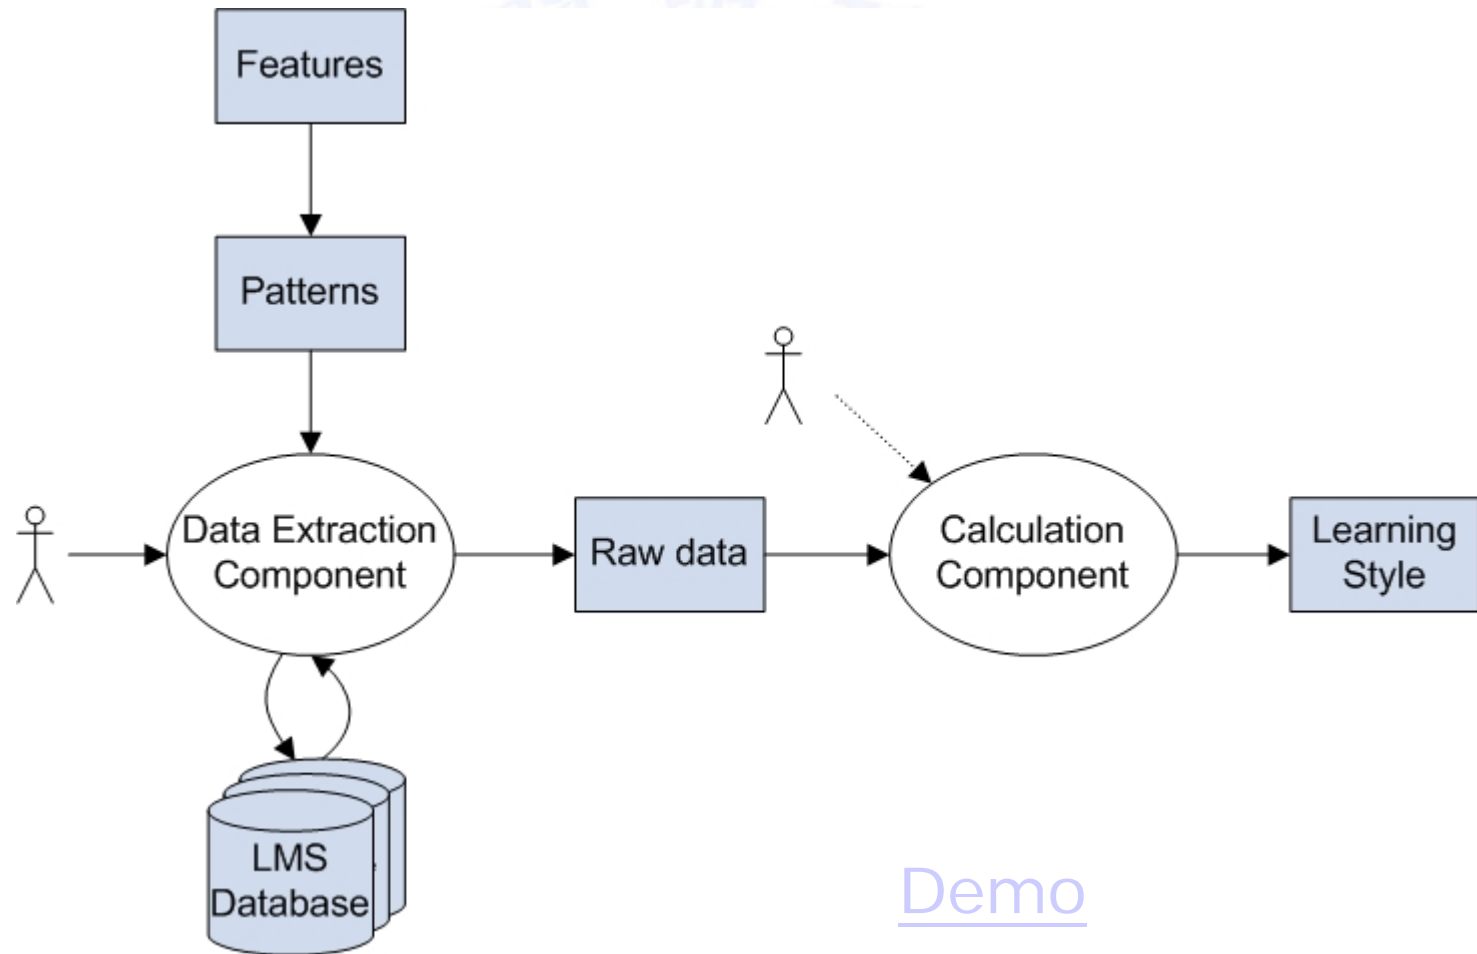 Features
Patterns
Data Extraction
Component
Raw data
Calculation
Component
Learning
Style
LMS
Database
Demo